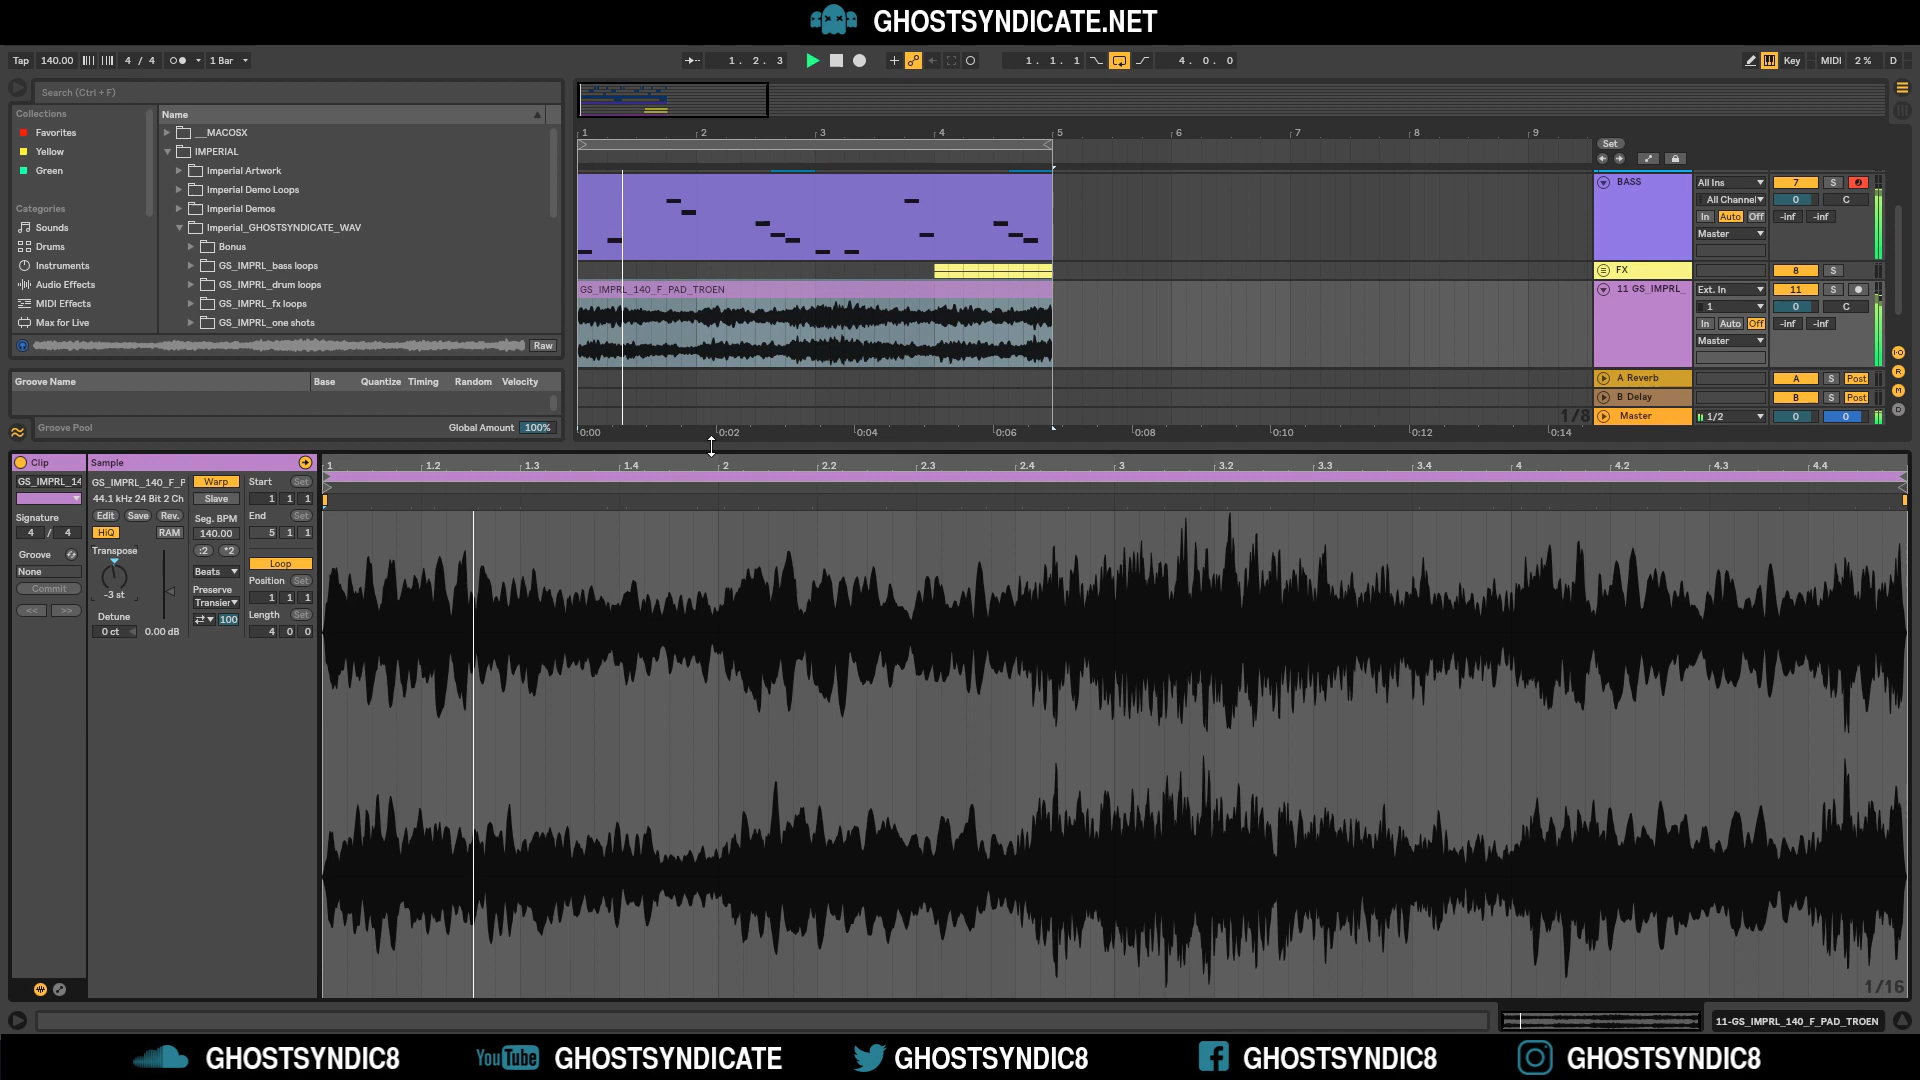 GHOSTSYNDICATE.NET
Tap 140.00 4 / 4 1 Bar 1. 2. 3 1. 1. 1 4. 0. 0 Key MIDI 2 % D
Search (Ctrl + F)
Collections
Favorites
Yellow
Green
Categories
Sounds
Drums
Instruments
Audio Effects
MIDI Effects
Max for Live
Name
__MACOSX
IMPERIAL
Imperial Artwork
Imperial Demo Loops
Imperial Demos
Imperial_GHOSTSYNDICATE_WAV
Bonus
GS_IMPRL_bass loops
GS_IMPRL_drum loops
GS_IMPRL_fx loops
GS_IMPRL_one shots
Raw
Groove Name Base Quantize Timing Random Velocity
Groove Pool Global Amount 100%
1 2 3 4 5 6 7 8 9
Set
GS_IMPRL_140_F_PAD_TROEN
1/8
0:00 0:02 0:04 0:06 0:08 0:10 0:12 0:14
BASS All Ins 7 S
All Channel 0 C
In Auto Off -inf -inf
Master
FX 8 S
11 GS_IMPRL_ Ext. In 11 S
1 0 C
In Auto Off -inf -inf
Master
A Reverb A S Post
B Delay B S Post
Master 1/2 0 0
I·O
R
M
D
Clip
GS_IMPRL_14
Signature
4 / 4
Groove
None
Commit
<< >>
Sample
GS_IMPRL_140_F_P Warp
44.1 kHz 24 Bit 2 Ch Slave
Edit Save Rev. Seg. BPM
HiQ RAM 140.00
Transpose :2 *2
-3 st Beats
Preserve
Transier
Detune 100
0 ct 0.00 dB
Start Set
1 1 1
End Set
5 1 1
Loop
Position Set
1 1 1
Length Set
4 0 0
1 1.2 1.3 1.4 2 2.2 2.3 2.4 3 3.2 3.3 3.4 4 4.2 4.3 4.4
1/16
11-GS_IMPRL_140_F_PAD_TROEN
GHOSTSYNDIC8 YouTube GHOSTSYNDICATE GHOSTSYNDIC8 GHOSTSYNDIC8 GHOSTSYNDIC8